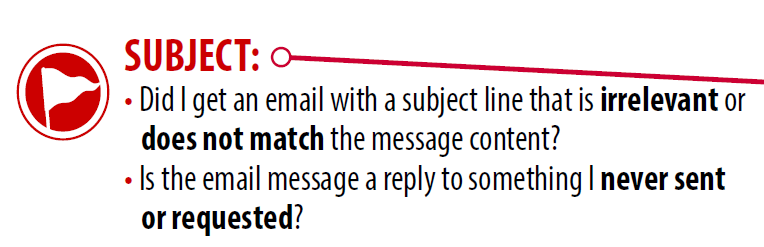 SUBJECT:
• Did I get an email with a subject line that is irrelevant or
does not match the message content?
• Is the email message a reply to something I never sent
or requested?